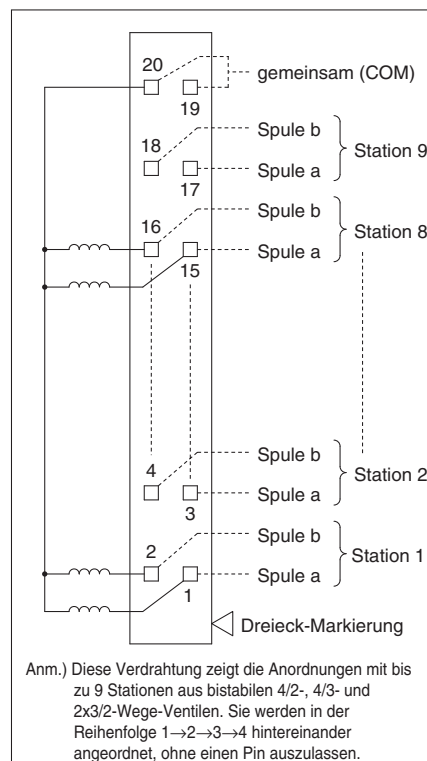 20
gemeinsam (COM)
19
Spule b
18
Station 9
Spule a
17
Spule b
16
Station 8
Spule a
15
Spule b
4
Station 2
Spule a
3
Spule b
2
Station 1
Spule a
1
Dreieck-Markierung
Anm.) Diese Verdrahtung zeigt die Anordnungen mit bis
zu 9 Stationen aus bistabilen 4/2-, 4/3- und
2x3/2-Wege-Ventilen. Sie werden in der
Reihenfolge 1→2→3→4 hintereinander
angeordnet, ohne einen Pin auszulassen.